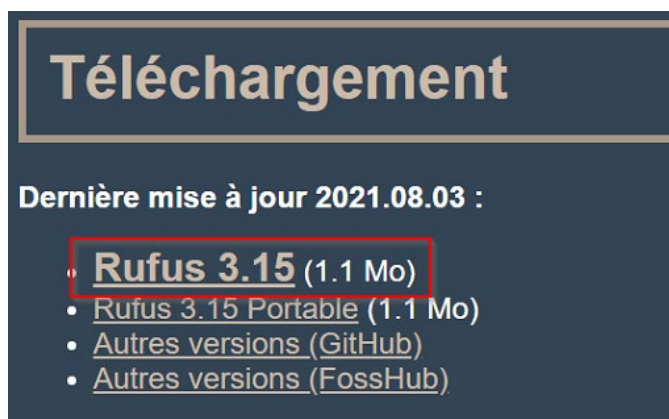 Téléchargement
Dernière mise à jour 2021.08.03 :
• Rufus 3.15 (1.1 Mo)
• Rufus 3.15 Portable (1.1 Mo)
• Autres versions (GitHub)
• Autres versions (FossHub)